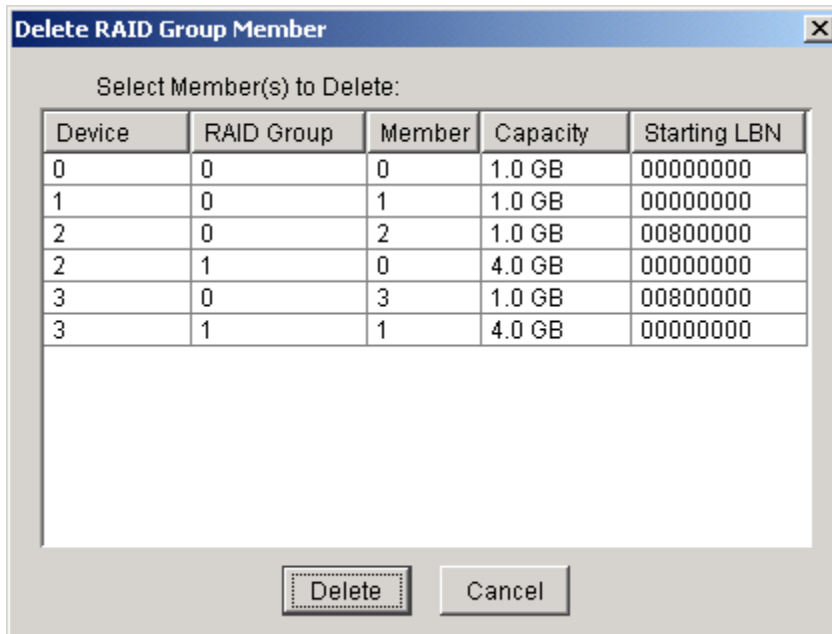 Delete RAID Group Member
Select Member(s) to Delete:
Device RAID Group Member Capacity Starting LBN
0 0 0 1.0 GB 00000000
1 0 1 1.0 GB 00000000
2 0 2 1.0 GB 00800000
2 1 0 4.0 GB 00000000
3 0 3 1.0 GB 00800000
3 1 1 4.0 GB 00000000
Delete Cancel